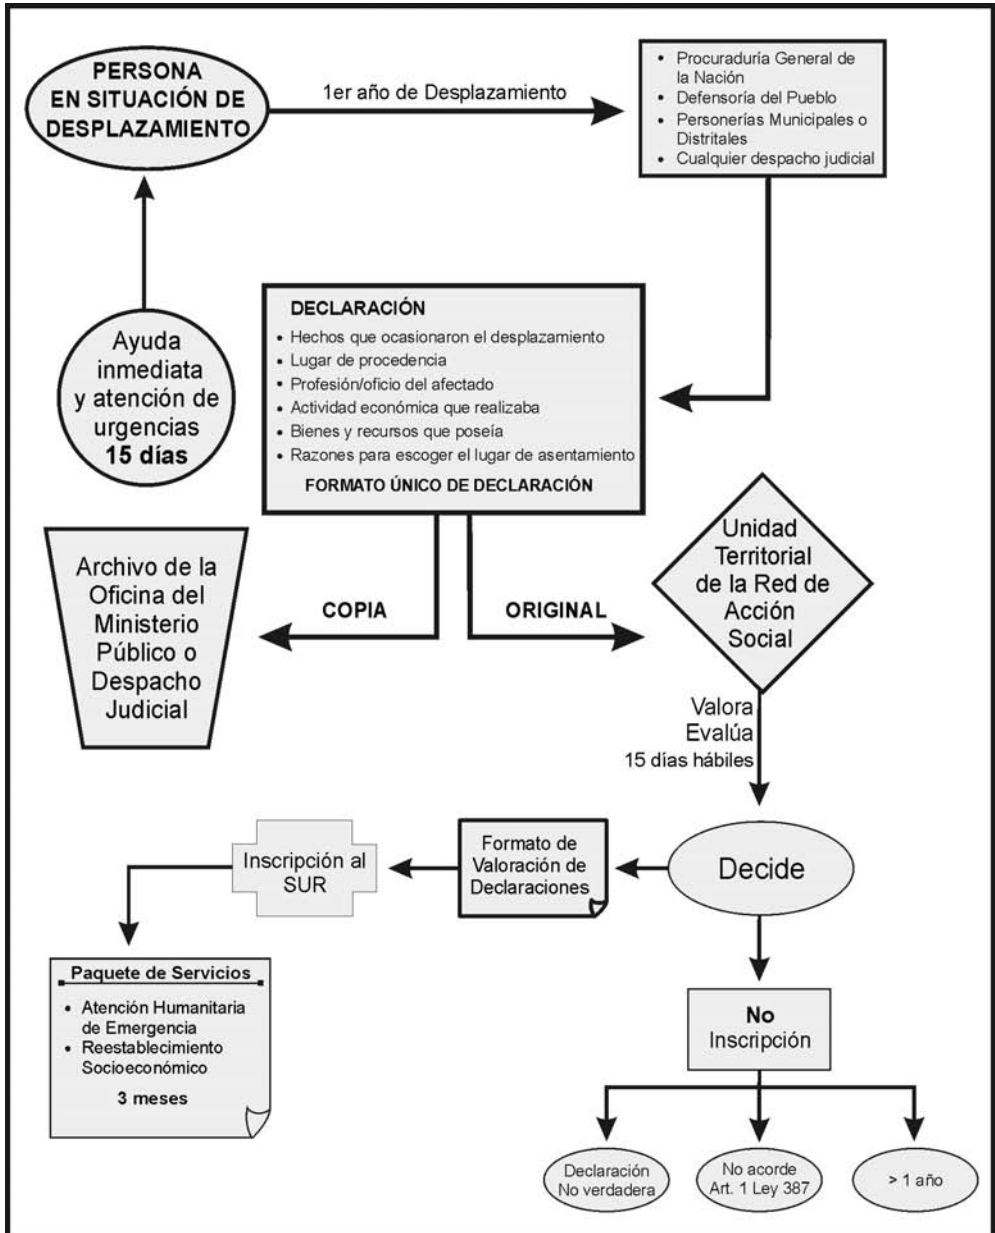 PERSONA
EN SITUACIÓN DE
DESPLAZAMIENTO
1er año de Desplazamiento
• Procuraduría General de
la Nación
• Defensoría del Pueblo
• Personerías Municipales o
Distritales
• Cualquier despacho judicial
Ayuda
inmediata
y atención de
urgencias
15 días
DECLARACIÓN
• Hechos que ocasionaron el desplazamiento
• Lugar de procedencia
• Profesión/oficio del afectado
• Actividad económica que realizaba
• Bienes y recursos que poseía
• Razones para escoger el lugar de asentamiento
FORMATO ÚNICO DE DECLARACIÓN
Archivo de la
Oficina del
Ministerio
Público o
Despacho
Judicial
COPIA
ORIGINAL
Unidad
Territorial
de la Red de
Acción
Social
Valora
Evalúa
15 días hábiles
Decide
Formato de
Valoración de
Declaraciones
Inscripción al
SUR
Paquete de Servicios
• Atención Humanitaria
de Emergencia
• Reestablecimiento
Socioeconómico
3 meses
No
Inscripción
Declaración
No verdadera
No acorde
Art. 1 Ley 387
> 1 año